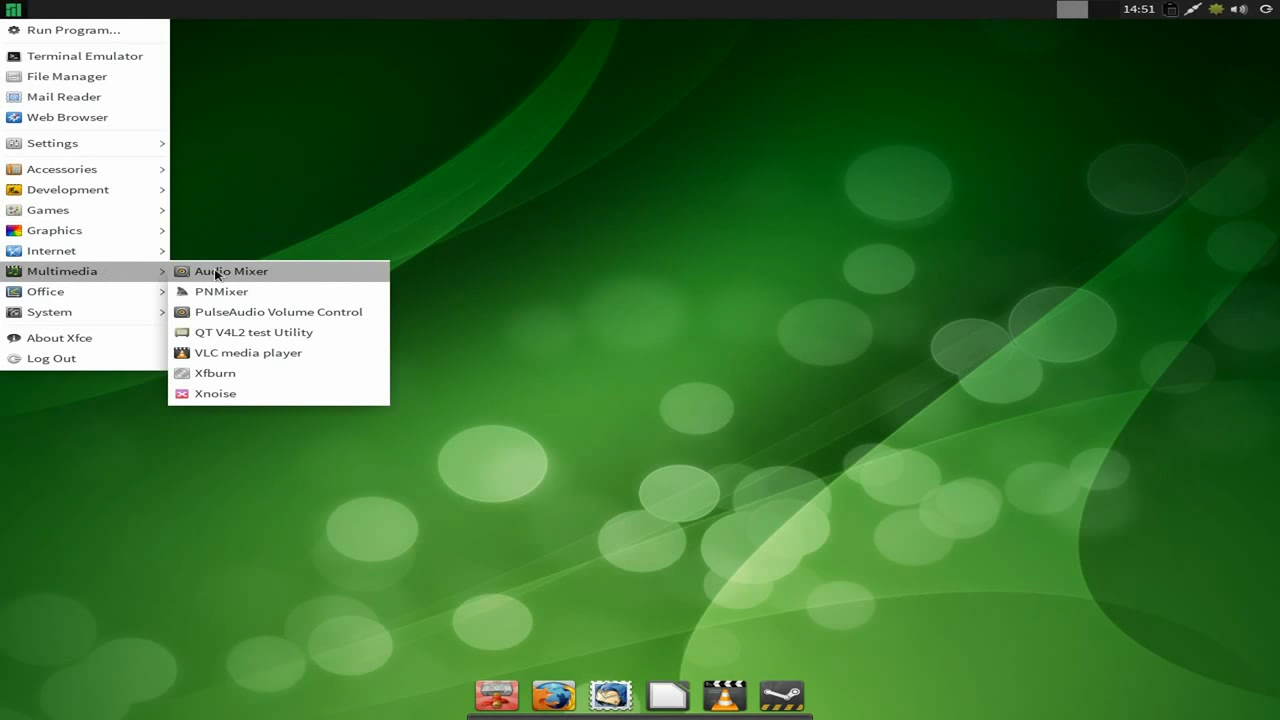 14:51
Run Program...
Terminal Emulator
File Manager
Mail Reader
Web Browser
Settings
Accessories
Development
Games
Graphics
Internet
Multimedia
Office
System
About Xfce
Log Out
Audio Mixer
PNMixer
PulseAudio Volume Control
QT V4L2 test Utility
VLC media player
Xfburn
Xnoise